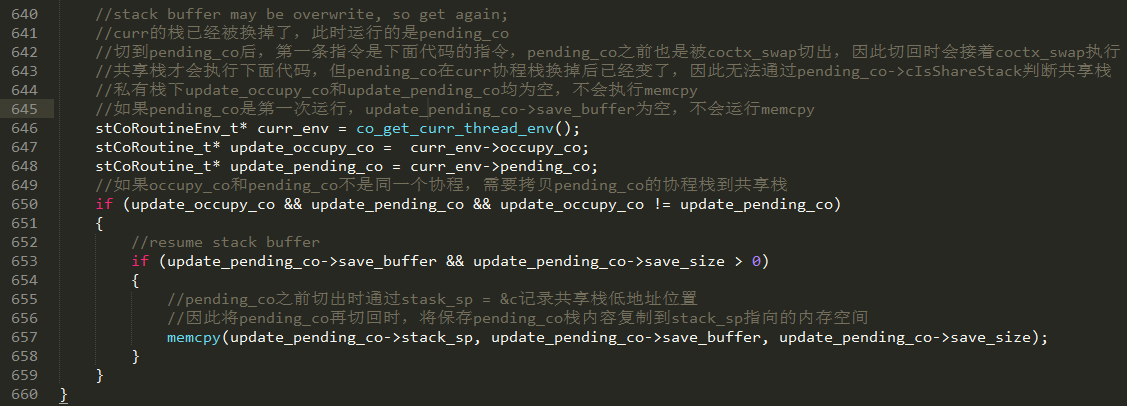 640 //stack buffer may be overwrite, so get again;
641 //curr的栈已经被换掉了，此时运行的是pending_co
642 //切到pending_co后，第一条指令是下面代码的指令，pending_co之前也是被coctx_swap切出，因此切回时会接着coctx_swap执行
643 //共享栈才会执行下面代码，但pending_co在curr协程栈换掉后已经变了，因此无法通过pending_co->cIsShareStack判断共享栈
644 //私有栈下update_occupy_co和update_pending_co均为空，不会执行memcpy
645 //如果pending_co是第一次运行，update_pending_co->save_buffer为空，不会运行memcpy
646 stCoRoutineEnv_t* curr_env = co_get_curr_thread_env();
647 stCoRoutine_t* update_occupy_co =  curr_env->occupy_co;
648 stCoRoutine_t* update_pending_co = curr_env->pending_co;
649 //如果occupy_co和pending_co不是同一个协程，需要拷贝pending_co的协程栈到共享栈
650 if (update_occupy_co && update_pending_co && update_occupy_co != update_pending_co)
651 {
652 //resume stack buffer
653 if (update_pending_co->save_buffer && update_pending_co->save_size > 0)
654 {
655 //pending_co之前切出时通过stask_sp = &c记录共享栈低地址位置
656 //因此将pending_co再切回时，将保存pending_co栈内容复制到stack_sp指向的内存空间
657 memcpy(update_pending_co->stack_sp, update_pending_co->save_buffer, update_pending_co->save_size);
658 }
659 }
660 }